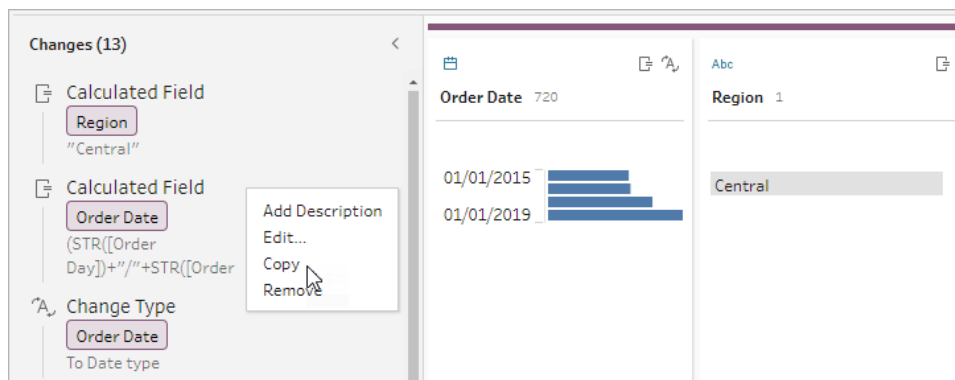 Changes (13)
Calculated Field
Region
"Central"
Calculated Field
Order Date
(STR([Order
Day])+"/"+STR([Order
Change Type
Order Date
To Date type
Add Description
Edit...
Copy
Remove
Order Date 720
01/01/2015
01/01/2019
Abc
Region 1
Central